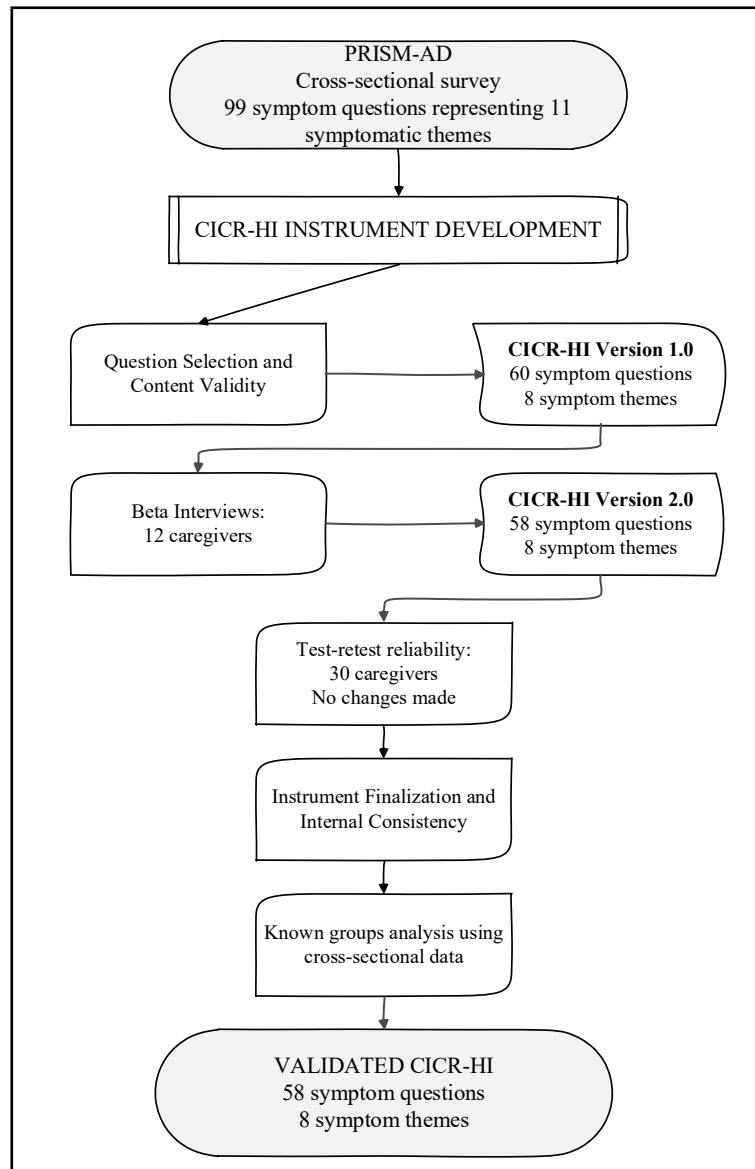 PRISM-AD
Cross-sectional survey
99 symptom questions representing 11
symptomatic themes
CICR-HI INSTRUMENT DEVELOPMENT
Question Selection and
Content Validity
CICR-HI Version 1.0
60 symptom questions
8 symptom themes
Beta Interviews:
12 caregivers
CICR-HI Version 2.0
58 symptom questions
8 symptom themes
Test-retest reliability:
30 caregivers
No changes made
Instrument Finalization and
Internal Consistency
Known groups analysis using
cross-sectional data
VALIDATED CICR-HI
58 symptom questions
8 symptom themes